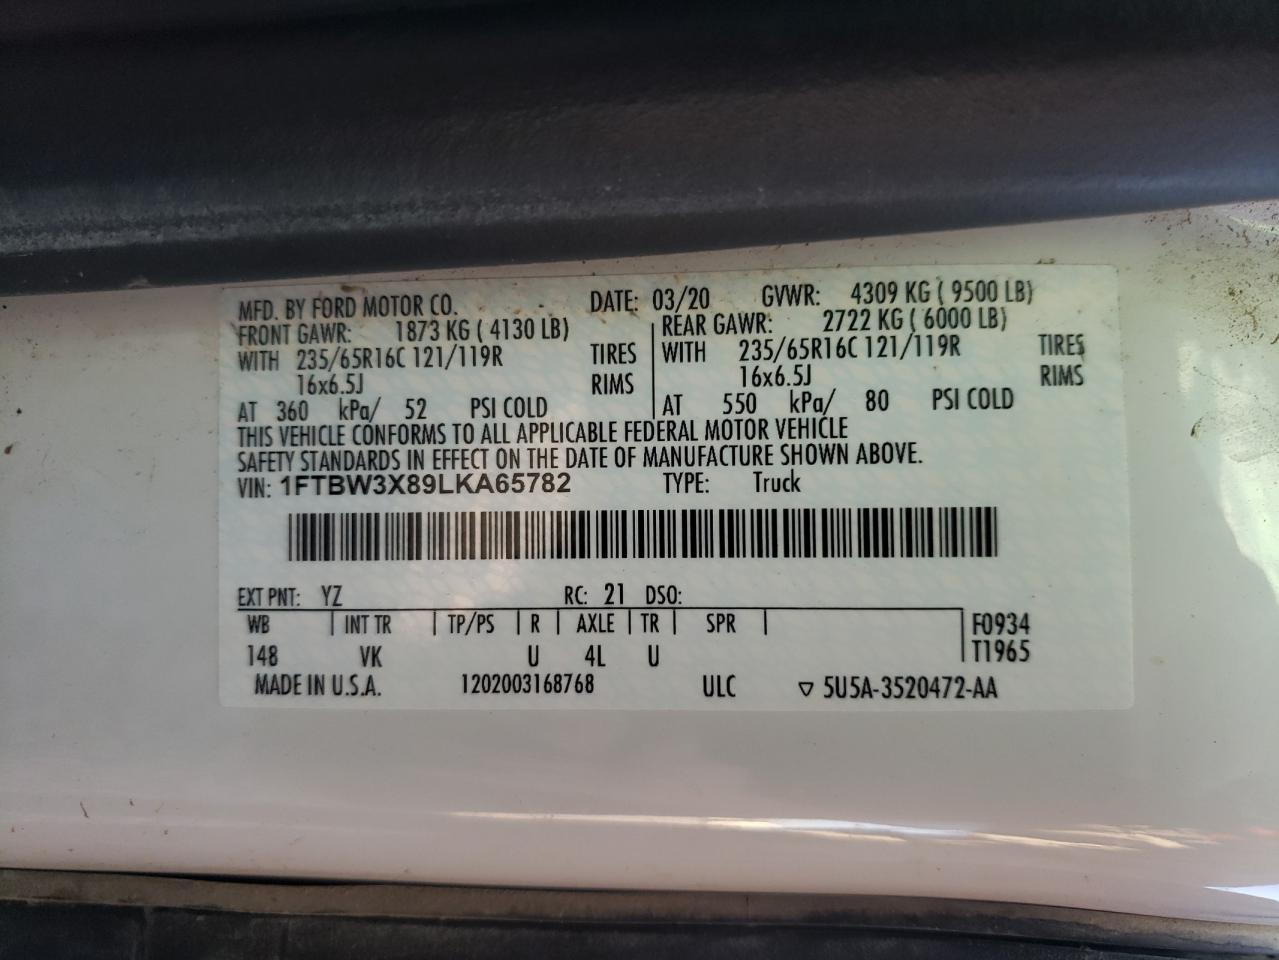 MFD. BY FORD MOTOR CO. DATE: 03/20 GVWR: 4309 KG ( 9500 LB)
FRONT GAWR: 1873 KG ( 4130 LB) REAR GAWR: 2722 KG ( 6000 LB)
WITH 235/65R16C 121/119R TIRES WITH 235/65R16C 121/119R TIRES
16x6.5J RIMS 16x6.5J RIMS
AT 360 kPa/ 52 PSI COLD AT 550 kPa/ 80 PSI COLD
THIS VEHICLE CONFORMS TO ALL APPLICABLE FEDERAL MOTOR VEHICLE
SAFETY STANDARDS IN EFFECT ON THE DATE OF MANUFACTURE SHOWN ABOVE.
VIN: 1FTBW3X89LKA65782 TYPE: Truck
EXT PNT: YZ RC: 21 DSO:
WB INT TR TP/PS R AXLE TR SPR F0934
148 VK U 4L U T1965
MADE IN U.S.A. 1202003168768 ULC ▽ 5U5A-3520472-AA